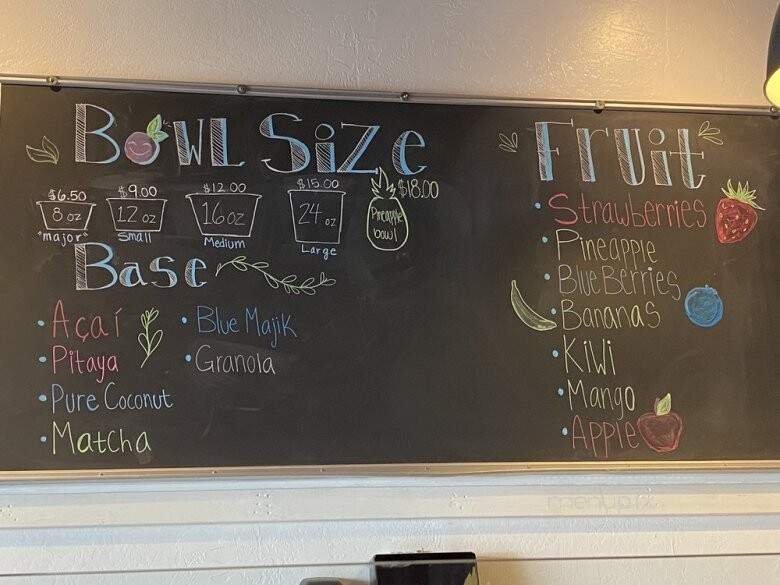 BOWL SIZE
$6.50 $9.00 $12.00 $15.00 $18.00
8 oz 12 oz 16 oz 24 oz Pineapple bowl
"major" Small Medium Large
Base
• Açaí
• Pitaya
• Pure Coconut
• Matcha
• Blue Majik
• Granola
"Fruit"
• Strawberries
• Pineapple
• BlueBerries
• Bananas
• Kiwi
• Mango
• Apple